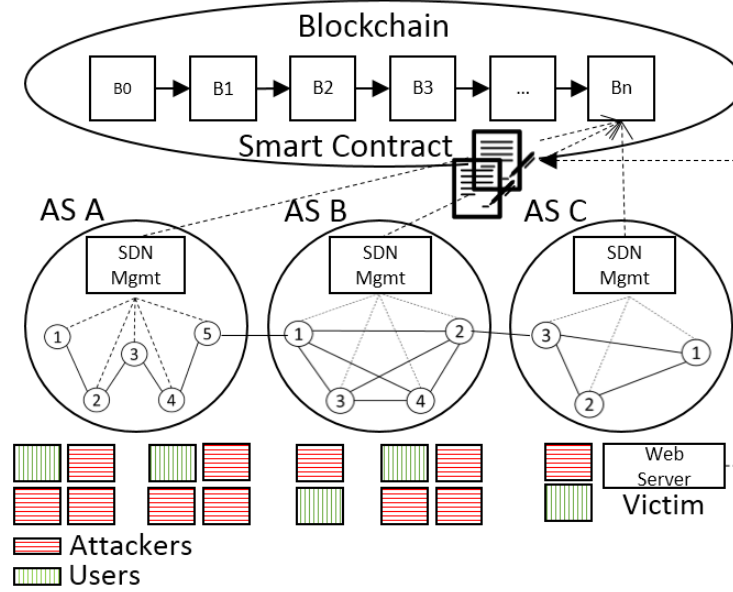 Blockchain
B0 B1 B2 B3 ... Bn
Smart Contract
AS A AS B AS C
SDN SDN SDN
Mgmt Mgmt Mgmt
1 5 1 2 3
3 1
2 4 3 4 2
Web
Server
Victim
Attackers
Users